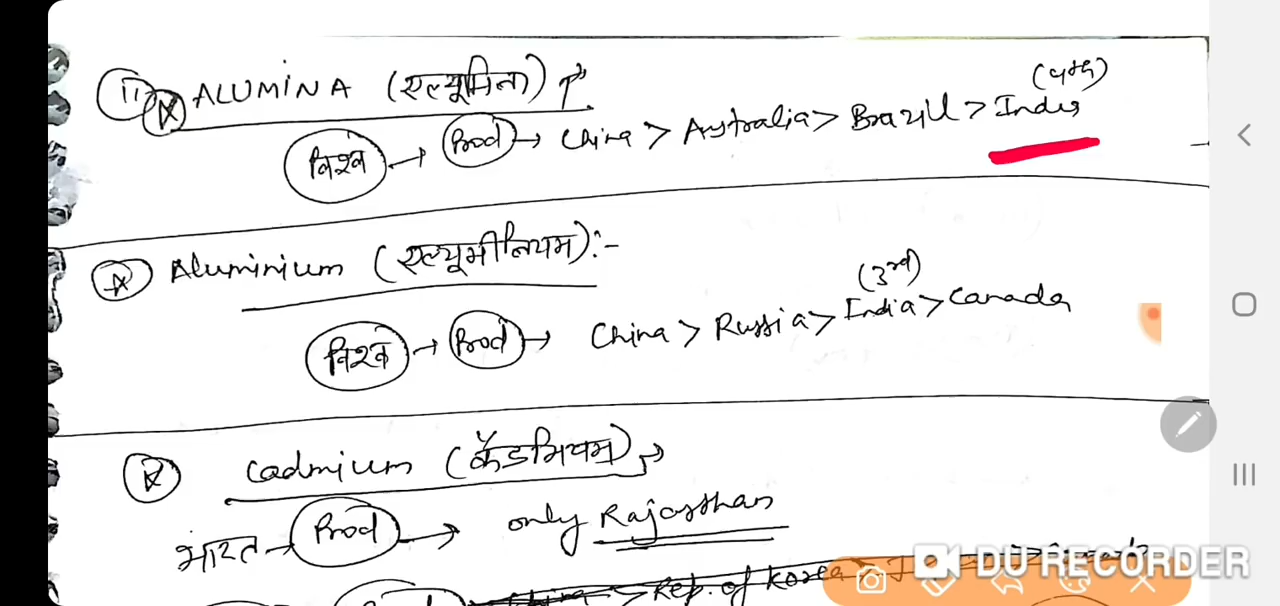 ii) ALUMINA (एल्यूमिना)
(4th)
विश्व → Prod → China > Australia > Brazil > India
Aluminium (एल्यूमीनियम):-
(3rd)
विश्व → Prod → China > Russia > India > Canada
Cadmium (कैडमियम)
भारत → Prod → only Rajasthan
China > Rep. of Korea >
DU RECORDER